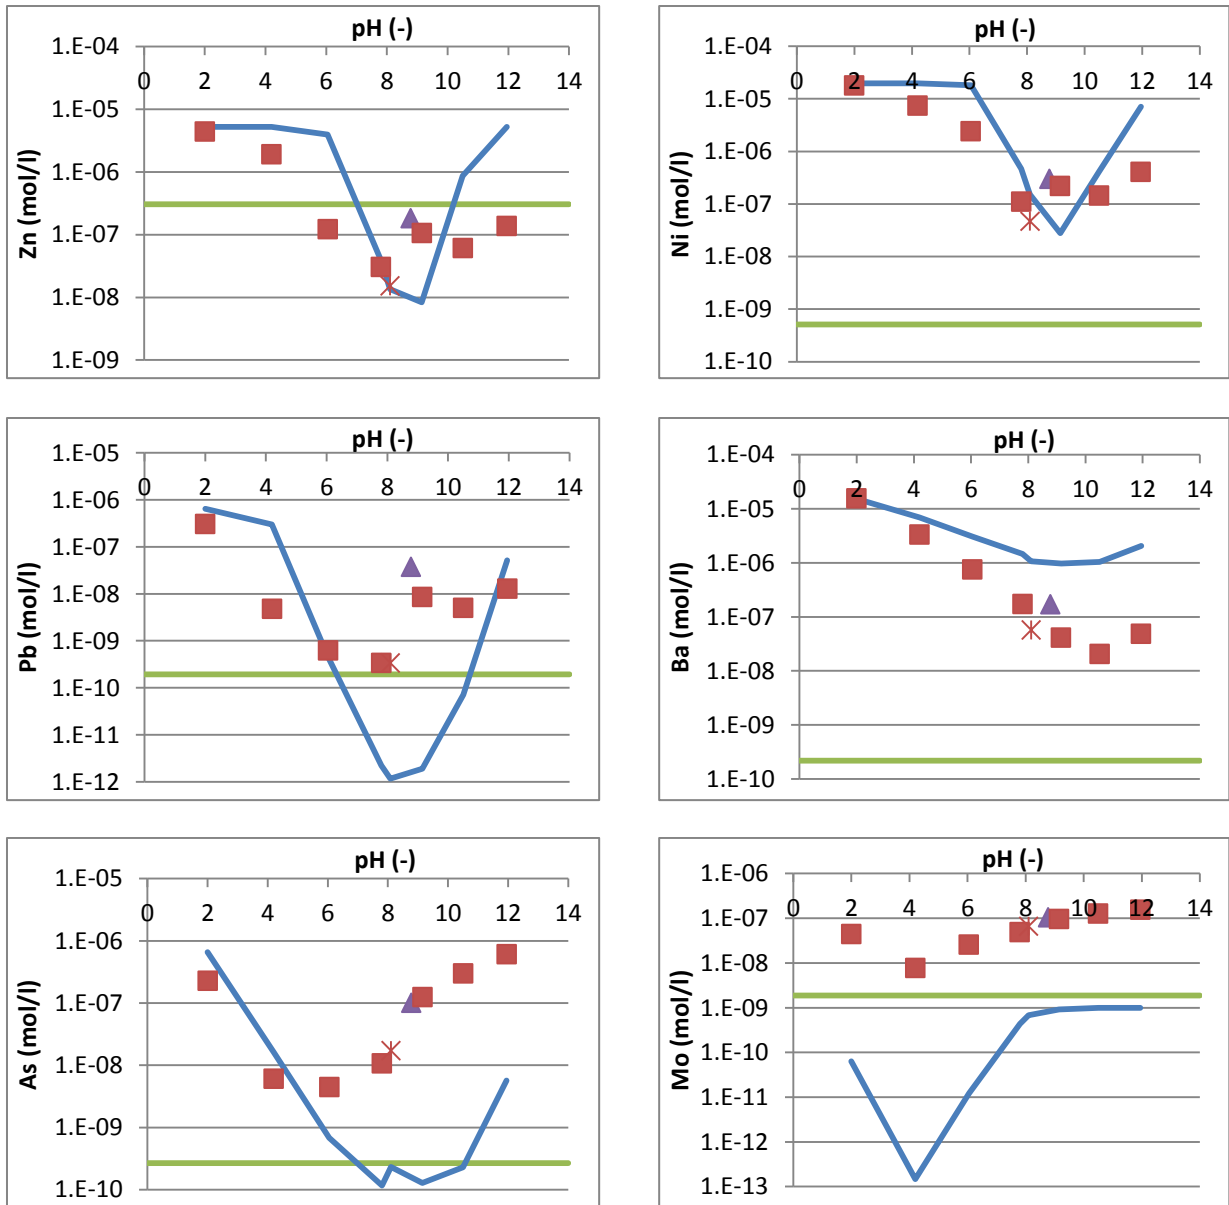 pH (-)
1.E-04
0 2 4 6 8 10 12 14
1.E-05
1.E-06
1.E-07
1.E-08
1.E-09
Zn (mol/l)
pH (-)
1.E-04
0 2 4 6 8 10 12 14
1.E-05
1.E-06
1.E-07
1.E-08
1.E-09
1.E-10
Ni (mol/l)
pH (-)
1.E-05
0 2 4 6 8 10 12 14
1.E-06
1.E-07
1.E-08
1.E-09
1.E-10
1.E-11
1.E-12
Pb (mol/l)
pH (-)
1.E-04
0 2 4 6 8 10 12 14
1.E-05
1.E-06
1.E-07
1.E-08
1.E-09
1.E-10
Ba (mol/l)
pH (-)
1.E-05
0 2 4 6 8 10 12 14
1.E-06
1.E-07
1.E-08
1.E-09
1.E-10
As (mol/l)
pH (-)
1.E-06
0 2 4 6 8 10 12 14
1.E-07
1.E-08
1.E-09
1.E-10
1.E-11
1.E-12
1.E-13
Mo (mol/l)